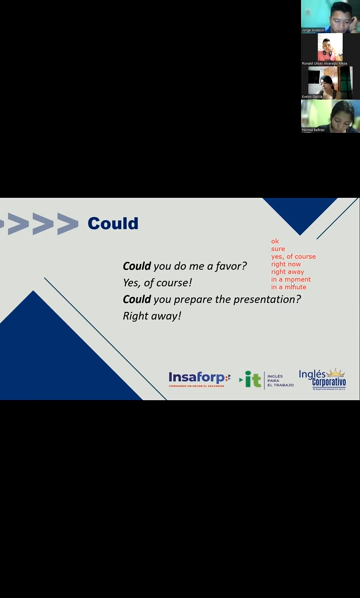 Could
Could you do me a favor?
Yes, of course!
Could you prepare the presentation?
Right away!
ok
sure
yes, of course
right now
right away
in a moment
in a minute
Insaforp
it
INGLÉS
PARA
EL TRABAJO
Inglés
Corporativo